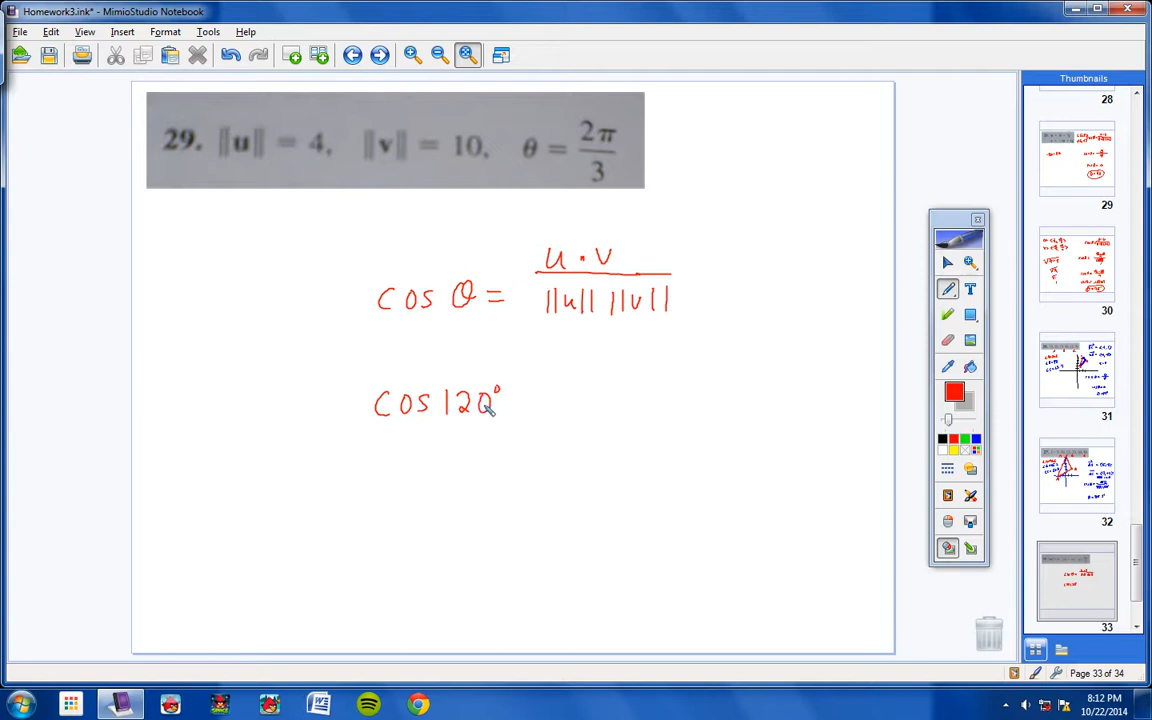 Homework3.ink* - MimioStudio Notebook
File Edit View Insert Format Tools Help
Thumbnails
28
29. ||u|| = 4, ||v|| = 10, θ = 2π/3
cos θ = u · v / ||u|| ||v||
cos 120°
29
30
31
32
33
Page 33 of 34
8:12 PM
10/22/2014